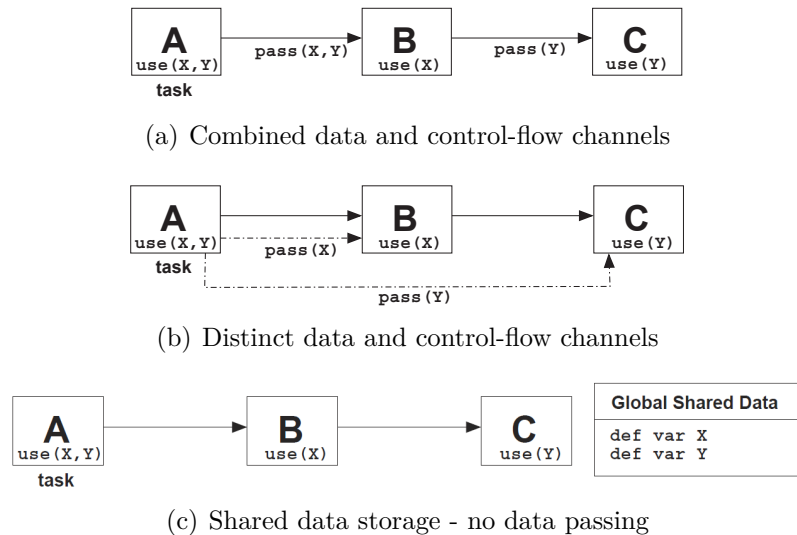 A
use(X,Y)
task
pass(X,Y)
B
use(X)
pass(Y)
C
use(Y)
(a) Combined data and control-flow channels
A
use(X,Y)
task
pass(X)
B
use(X)
pass(Y)
C
use(Y)
(b) Distinct data and control-flow channels
A
use(X,Y)
task
B
use(X)
C
use(Y)
Global Shared Data
def var X
def var Y
(c) Shared data storage - no data passing